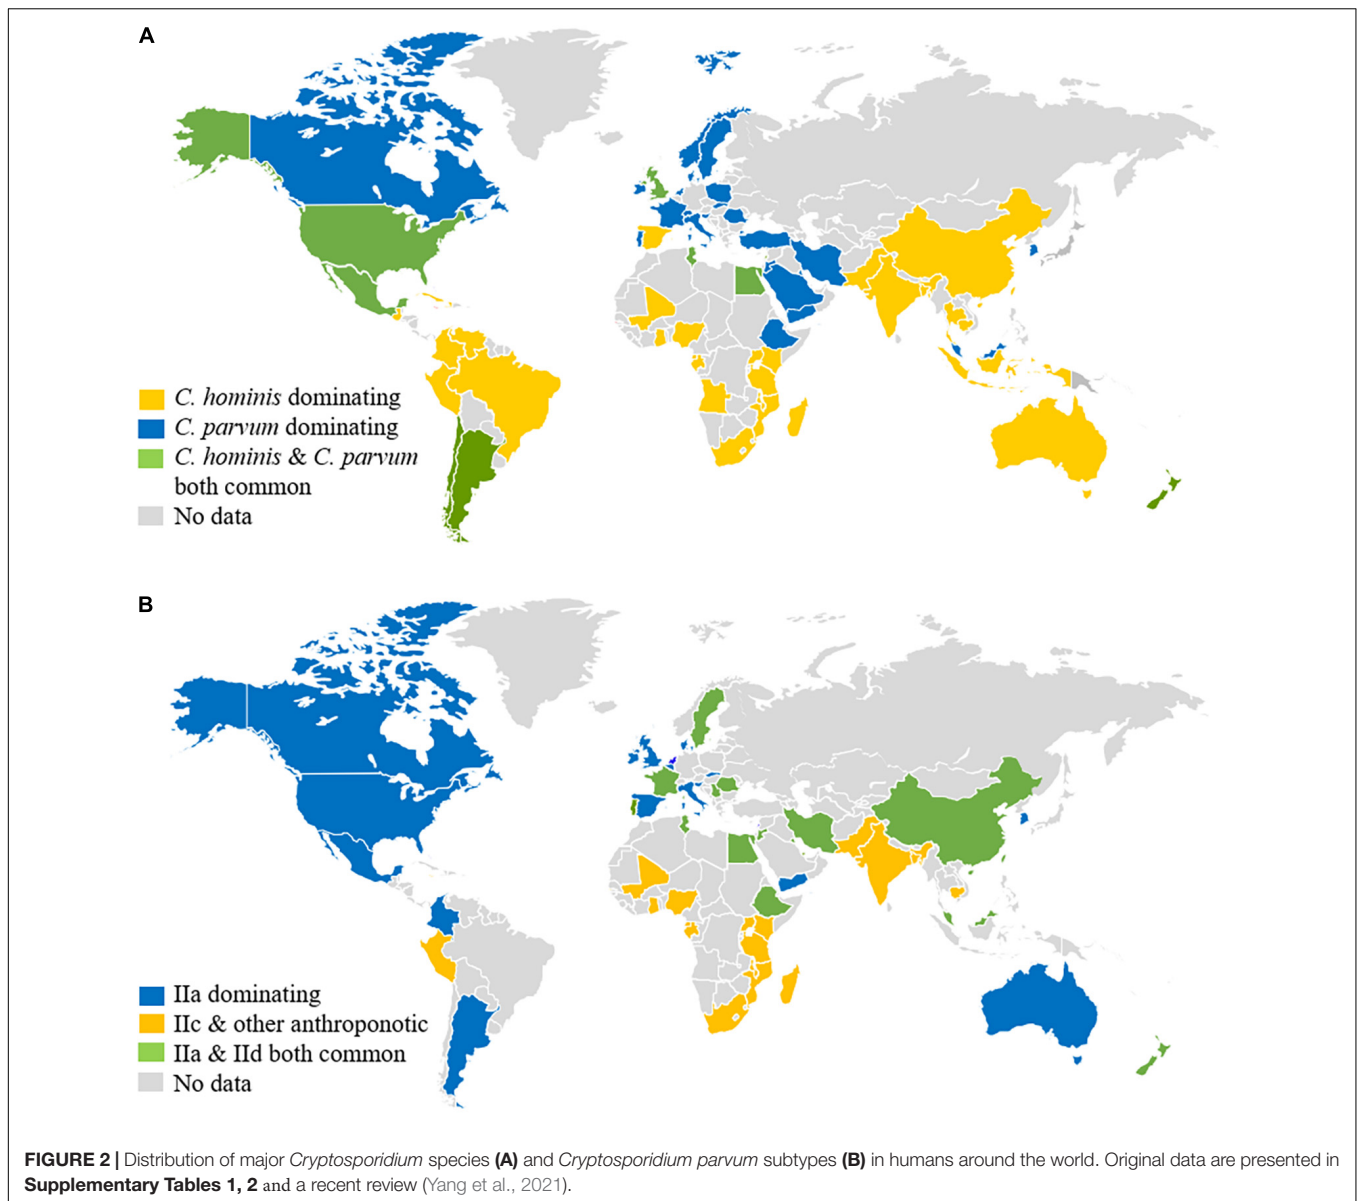 A
C. hominis dominating
C. parvum dominating
C. hominis & C. parvum
both common
No data
B
IIa dominating
IIc & other anthroponotic
IIa & IId both common
No data
FIGURE 2 | Distribution of major Cryptosporidium species (A) and Cryptosporidium parvum subtypes (B) in humans around the world. Original data are presented in
Supplementary Tables 1, 2 and a recent review (Yang et al., 2021).